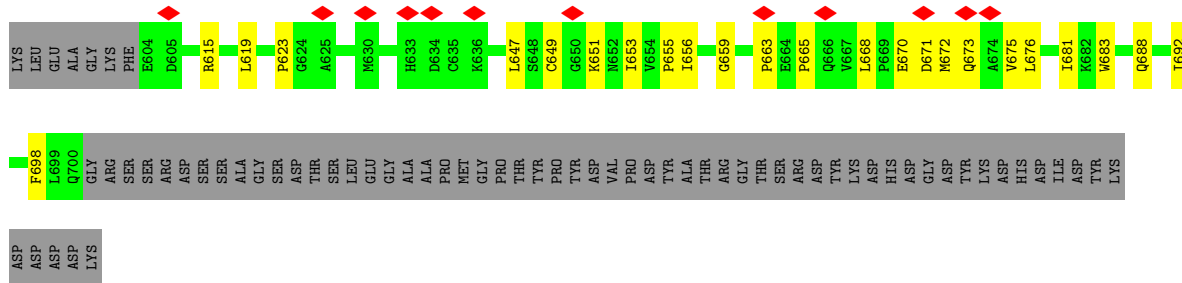 LYS LEU GLU ALA GLY LYS PHE E604 D605 R615 L619 P623 G624 A625 M630 H633 D634 C635 K636 L647 S648 C649 G650 K651 N652 I653 V654 P655 I656 G659 P663 E664 P665 Q666 V667 L668 P669 E670 D671 M672 Q673 A674 V675 L676 I681 K682 W683 Q688 I692
F698 L699 Q700 GLY ARG SER SER ARG ASP SER SER ALA GLY SER ASP THR SER LEU GLU GLY ALA ALA PRO MET GLY PRO THR TYR PRO TYR ASP VAL PRO ASP TYR ALA THR ARG GLY THR SER ARG ASP TYR LYS ASP HIS ASP GLY ASP TYR LYS ASP HIS ASP ILE ASP TYR LYS
ASP ASP ASP ASP LYS